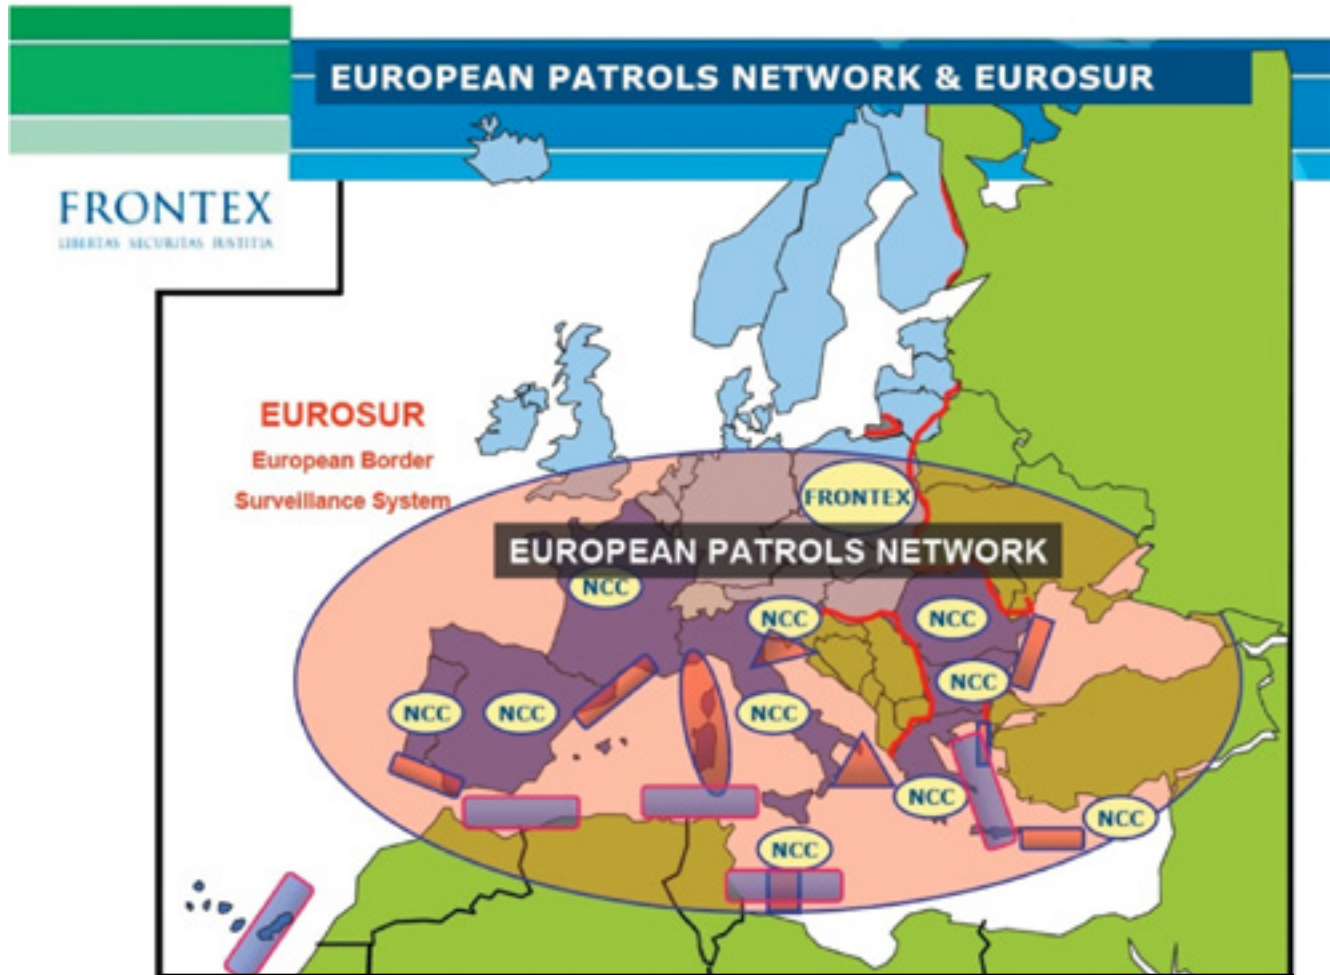 EUROPEAN PATROLS NETWORK & EUROSUR
FRONTEX
LIBERTAS SECURITAS IUSTITIA
EUROSUR
European Border
Surveillance System
FRONTEX
EUROPEAN PATROLS NETWORK
NCC
NCC
NCC
NCC
NCC
NCC
NCC
NCC
NCC
NCC